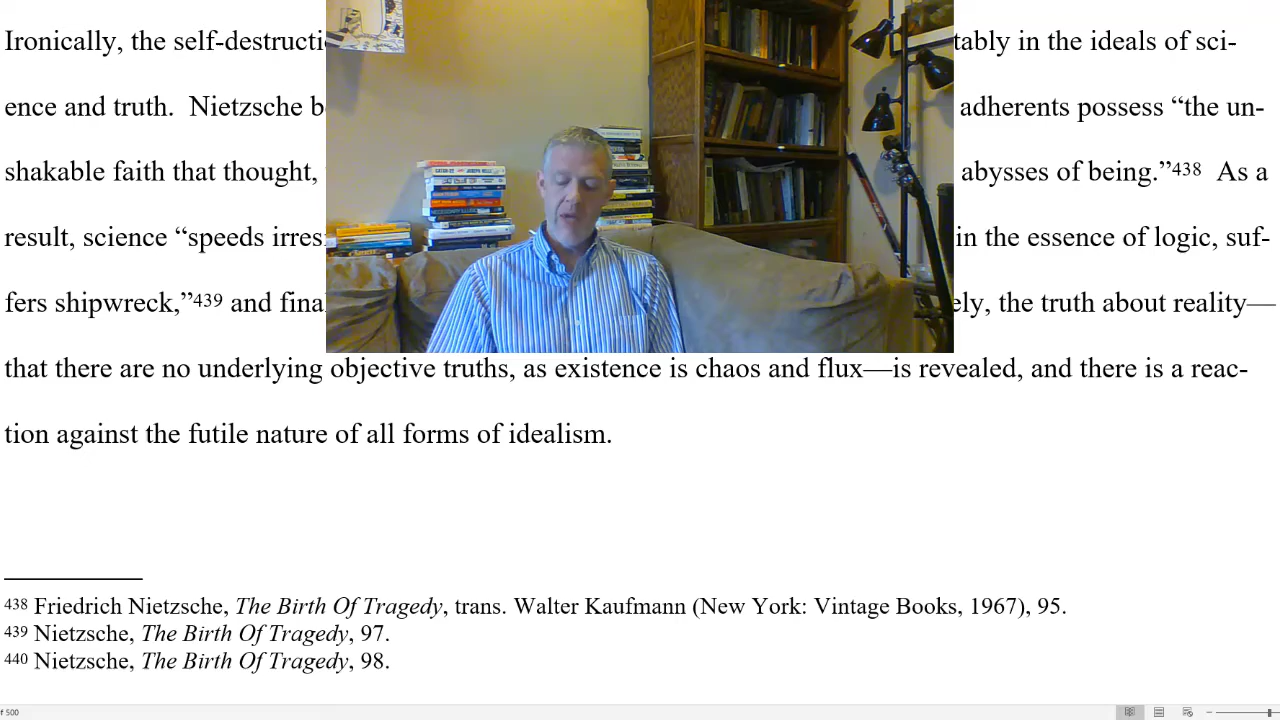 Ironically, the self-destructi tably in the ideals of sci-
ence and truth. Nietzsche b adherents possess “the un-
shakable faith that thought, abysses of being.”438 As a
result, science “speeds irres in the essence of logic, suf-
fers shipwreck,”439 and fina ely, the truth about reality—
that there are no underlying objective truths, as existence is chaos and flux—is revealed, and there is a reac-
tion against the futile nature of all forms of idealism.
438 Friedrich Nietzsche, The Birth Of Tragedy, trans. Walter Kaufmann (New York: Vintage Books, 1967), 95.
439 Nietzsche, The Birth Of Tragedy, 97.
440 Nietzsche, The Birth Of Tragedy, 98.
f 500